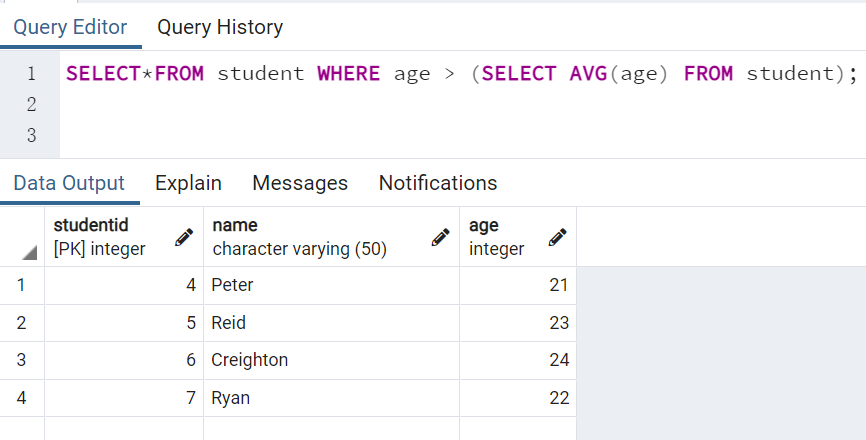 Query Editor Query History
1 SELECT*FROM student WHERE age > (SELECT AVG(age) FROM student);
2
3
Data Output Explain Messages Notifications
studentid name age
[PK] integer character varying (50) integer
1 4 Peter 21
2 5 Reid 23
3 6 Creighton 24
4 7 Ryan 22